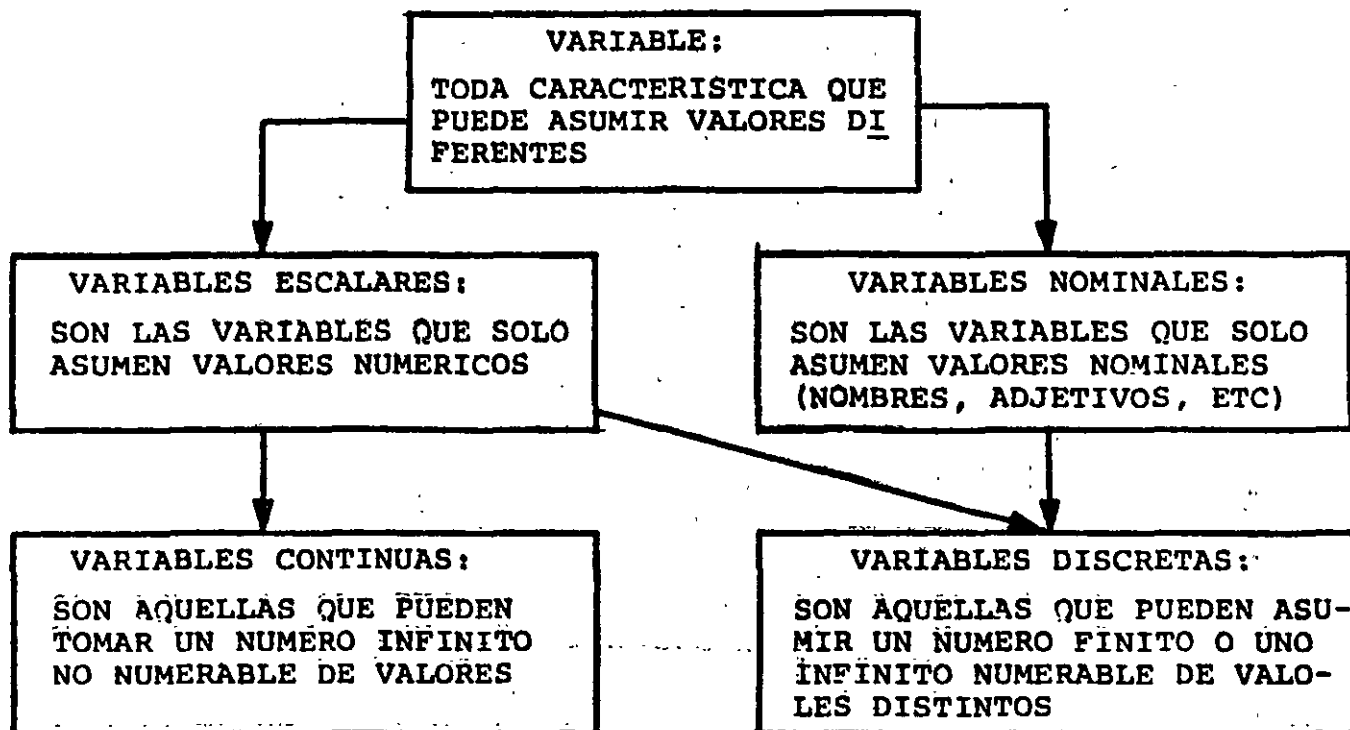 VARIABLE:
TODA CARACTERISTICA QUE
PUEDE ASUMIR VALORES DI
FERENTES
VARIABLES ESCALARES:
SON LAS VARIABLES QUE SOLO
ASUMEN VALORES NUMERICOS
VARIABLES NOMINALES:
SON LAS VARIABLES QUE SOLO
ASUMEN VALORES NOMINALES
(NOMBRES, ADJETIVOS, ETC)
VARIABLES CONTINUAS:
SON AQUELLAS QUE PUEDEN
TOMAR UN NUMERO INFINITO
NO NUMERABLE DE VALORES
VARIABLES DISCRETAS:
SON AQUELLAS QUE PUEDEN ASU-
MIR UN NUMERO FINITO O UNO
INFINITO NUMERABLE DE VALO-
LES DISTINTOS